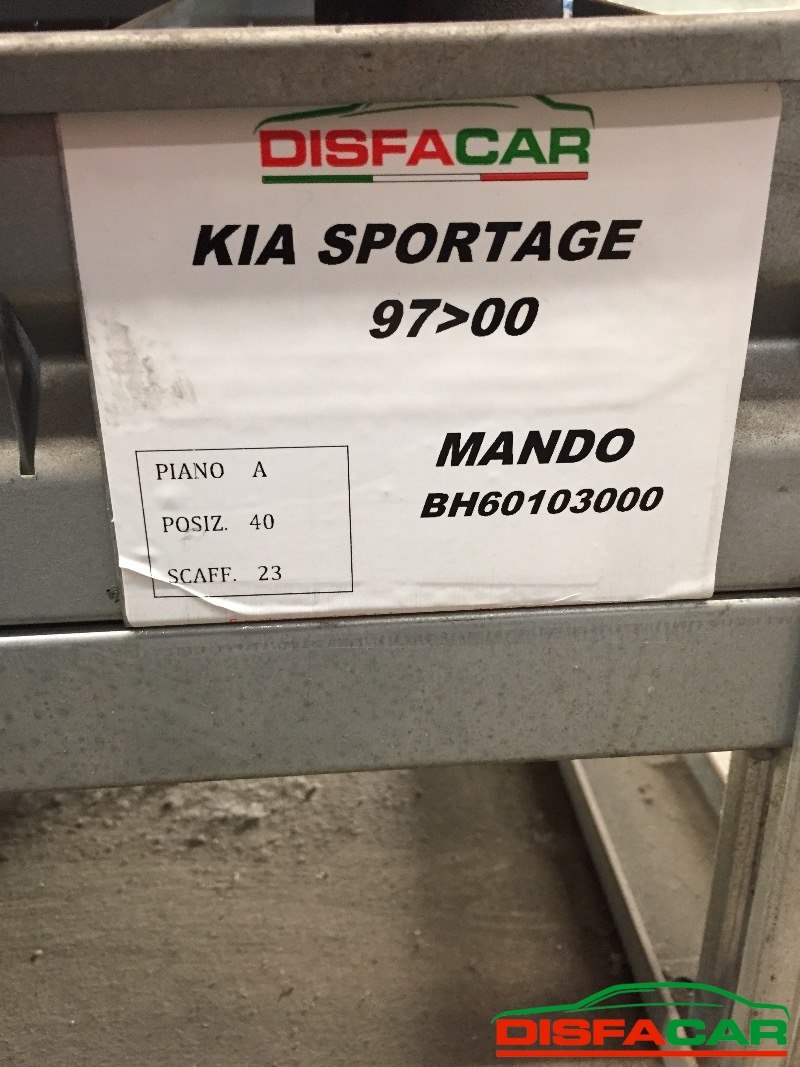 DISFACAR
KIA SPORTAGE
97>00
MANDO
BH60103000
PIANO A
POSIZ. 40
SCAFF. 23
DISFACAR